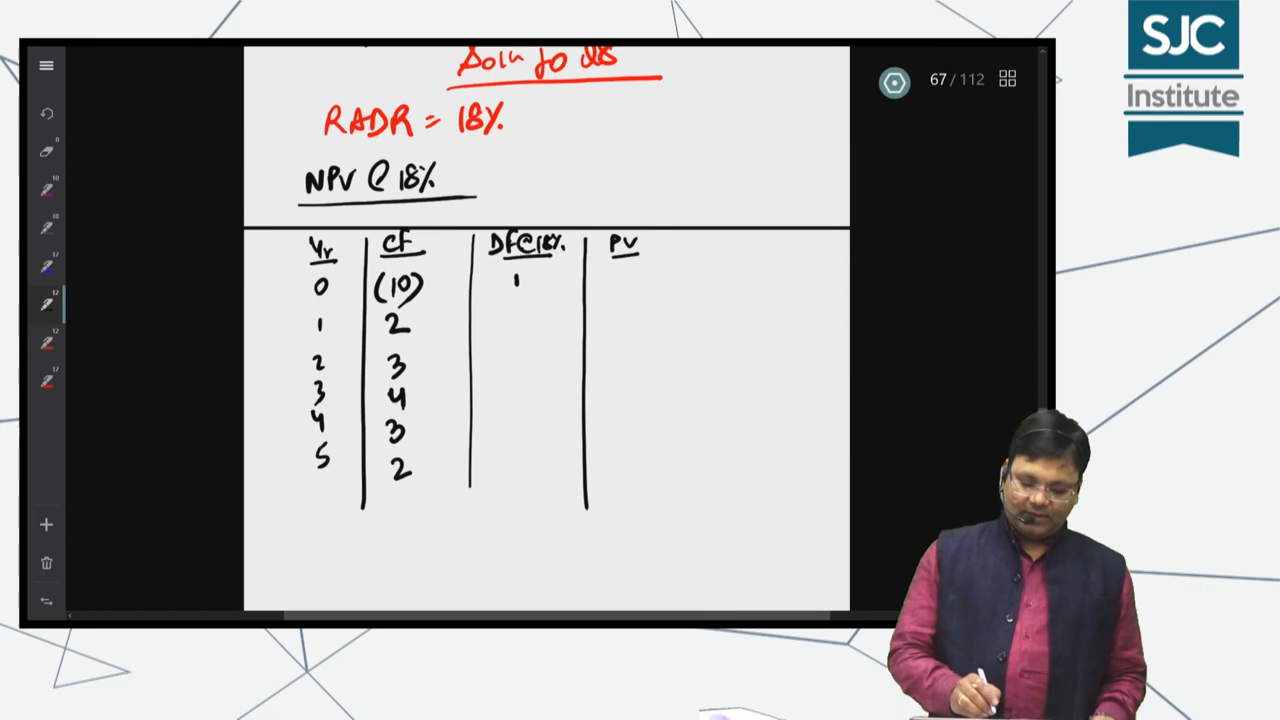 SJC
Institute
67 / 112
Soln to
RADR = 18%
NPV @ 18%
Yr CF DF@18% PV
0 (10) 1
1 2
2 3
3 4
4 3
5 2